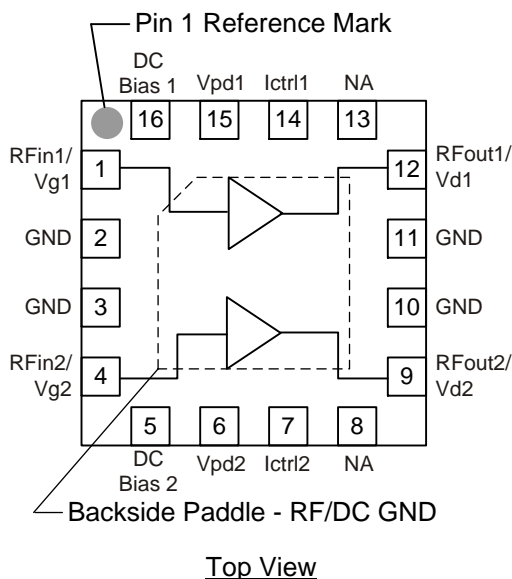 Pin 1 Reference Mark
DC
Bias 1
Vpd1
Ictrl1
NA
16
15
14
13
RFin1/
Vg1
1
12
RFout1/
Vd1
GND
2
11
GND
GND
3
10
GND
RFin2/
Vg2
4
9
RFout2/
Vd2
5
6
7
8
DC
Bias 2
Vpd2
Ictrl2
NA
Backside Paddle - RF/DC GND
Top View